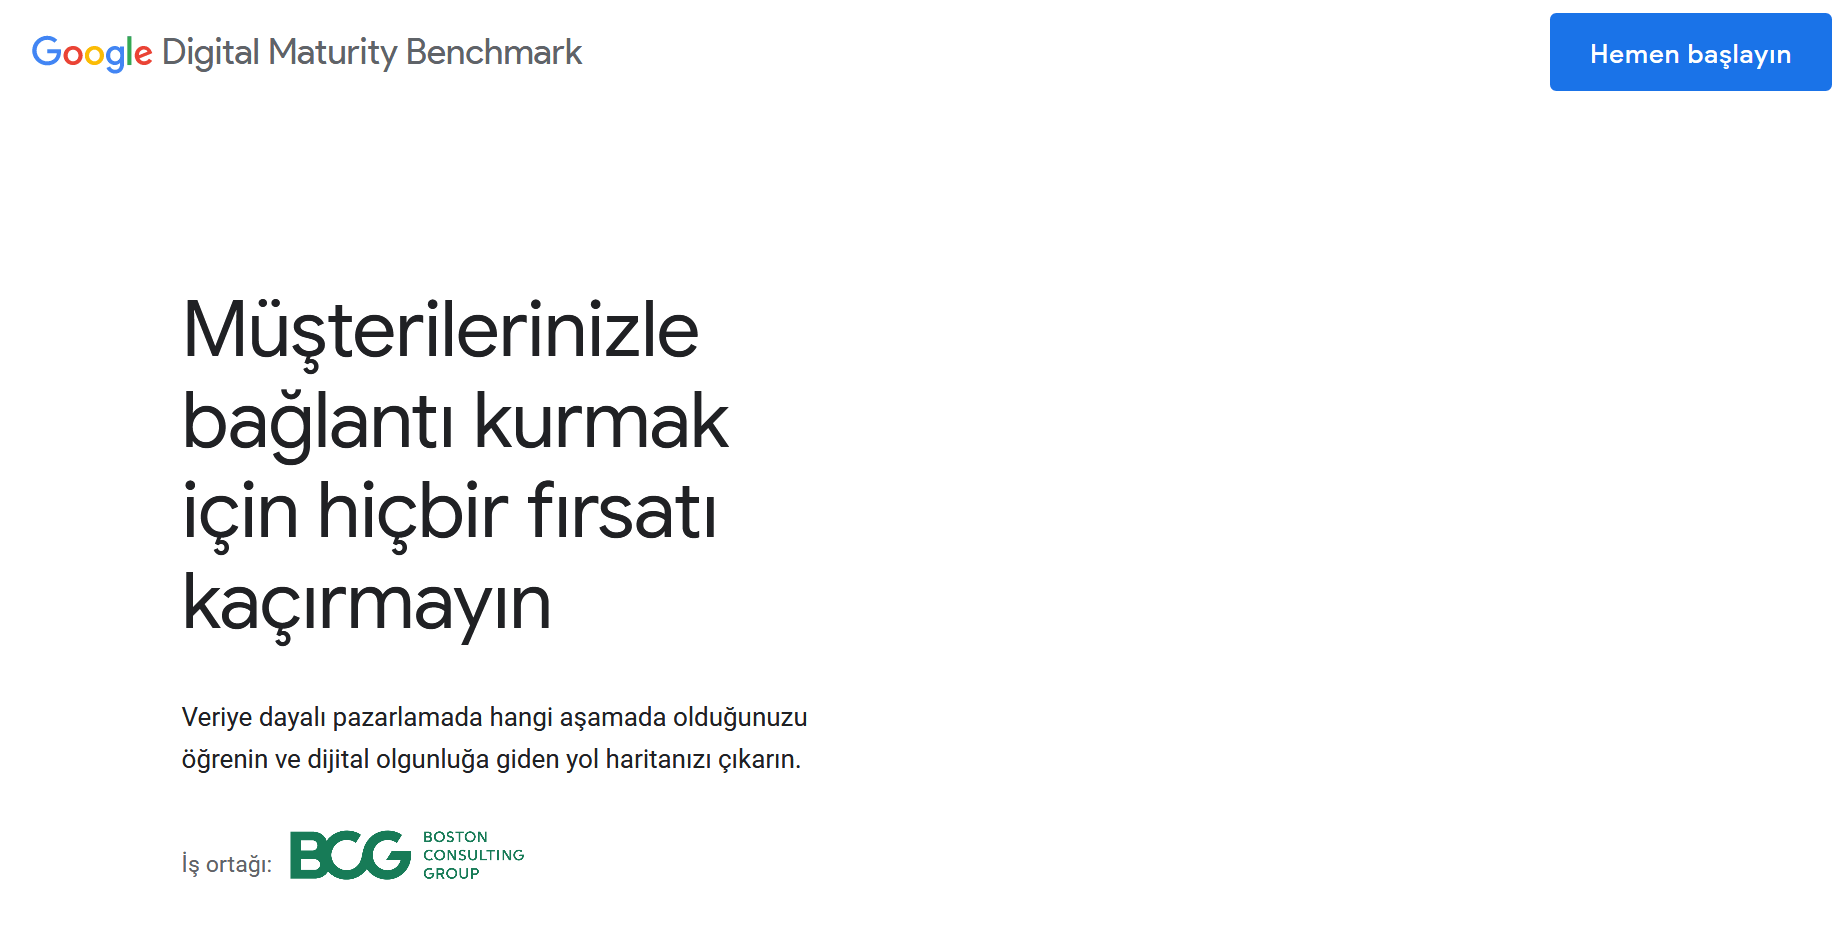 Google Digital Maturity Benchmark
Hemen başlayın
Müşterilerinizle
bağlantı kurmak
için hiçbir fırsatı
kaçırmayın
Veriye dayalı pazarlamada hangi aşamada olduğunuzu
öğrenin ve dijital olgunluğa giden yol haritanızı çıkarın.
İş ortağı:
BCG
BOSTON
CONSULTING
GROUP